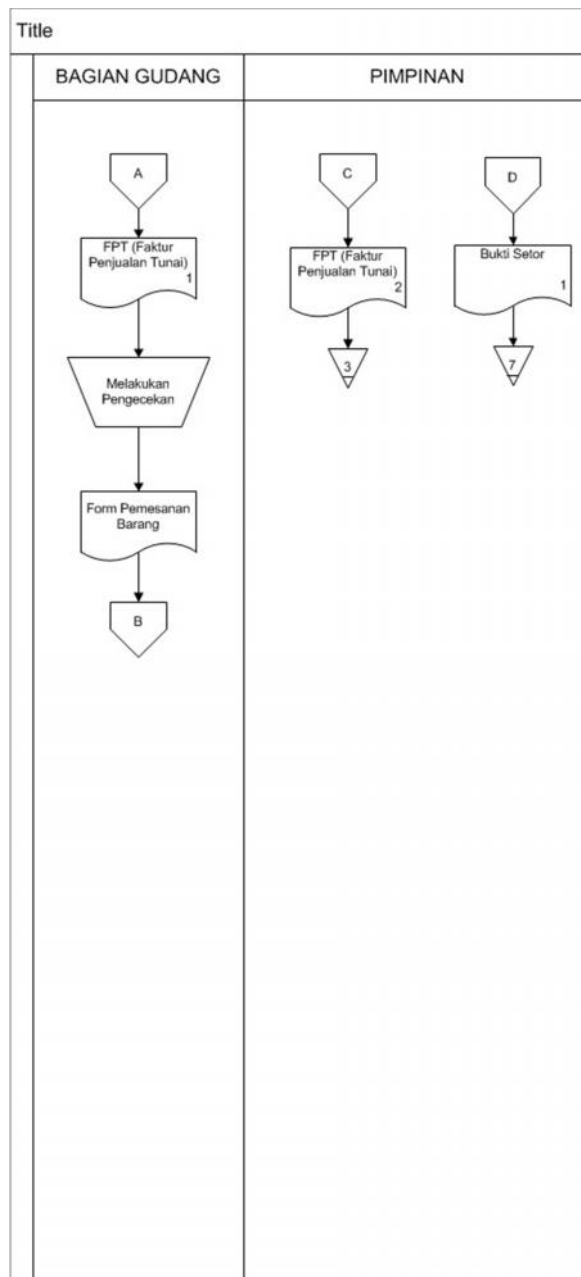 Title
BAGIAN GUDANG
PIMPINAN
A
FPT (Faktur
Penjualan Tunai)
1
Melakukan
Pengecekan
Form Pemesanan
Barang
B
C
FPT (Faktur
Penjualan Tunai)
2
3
D
Bukti Setor
1
7